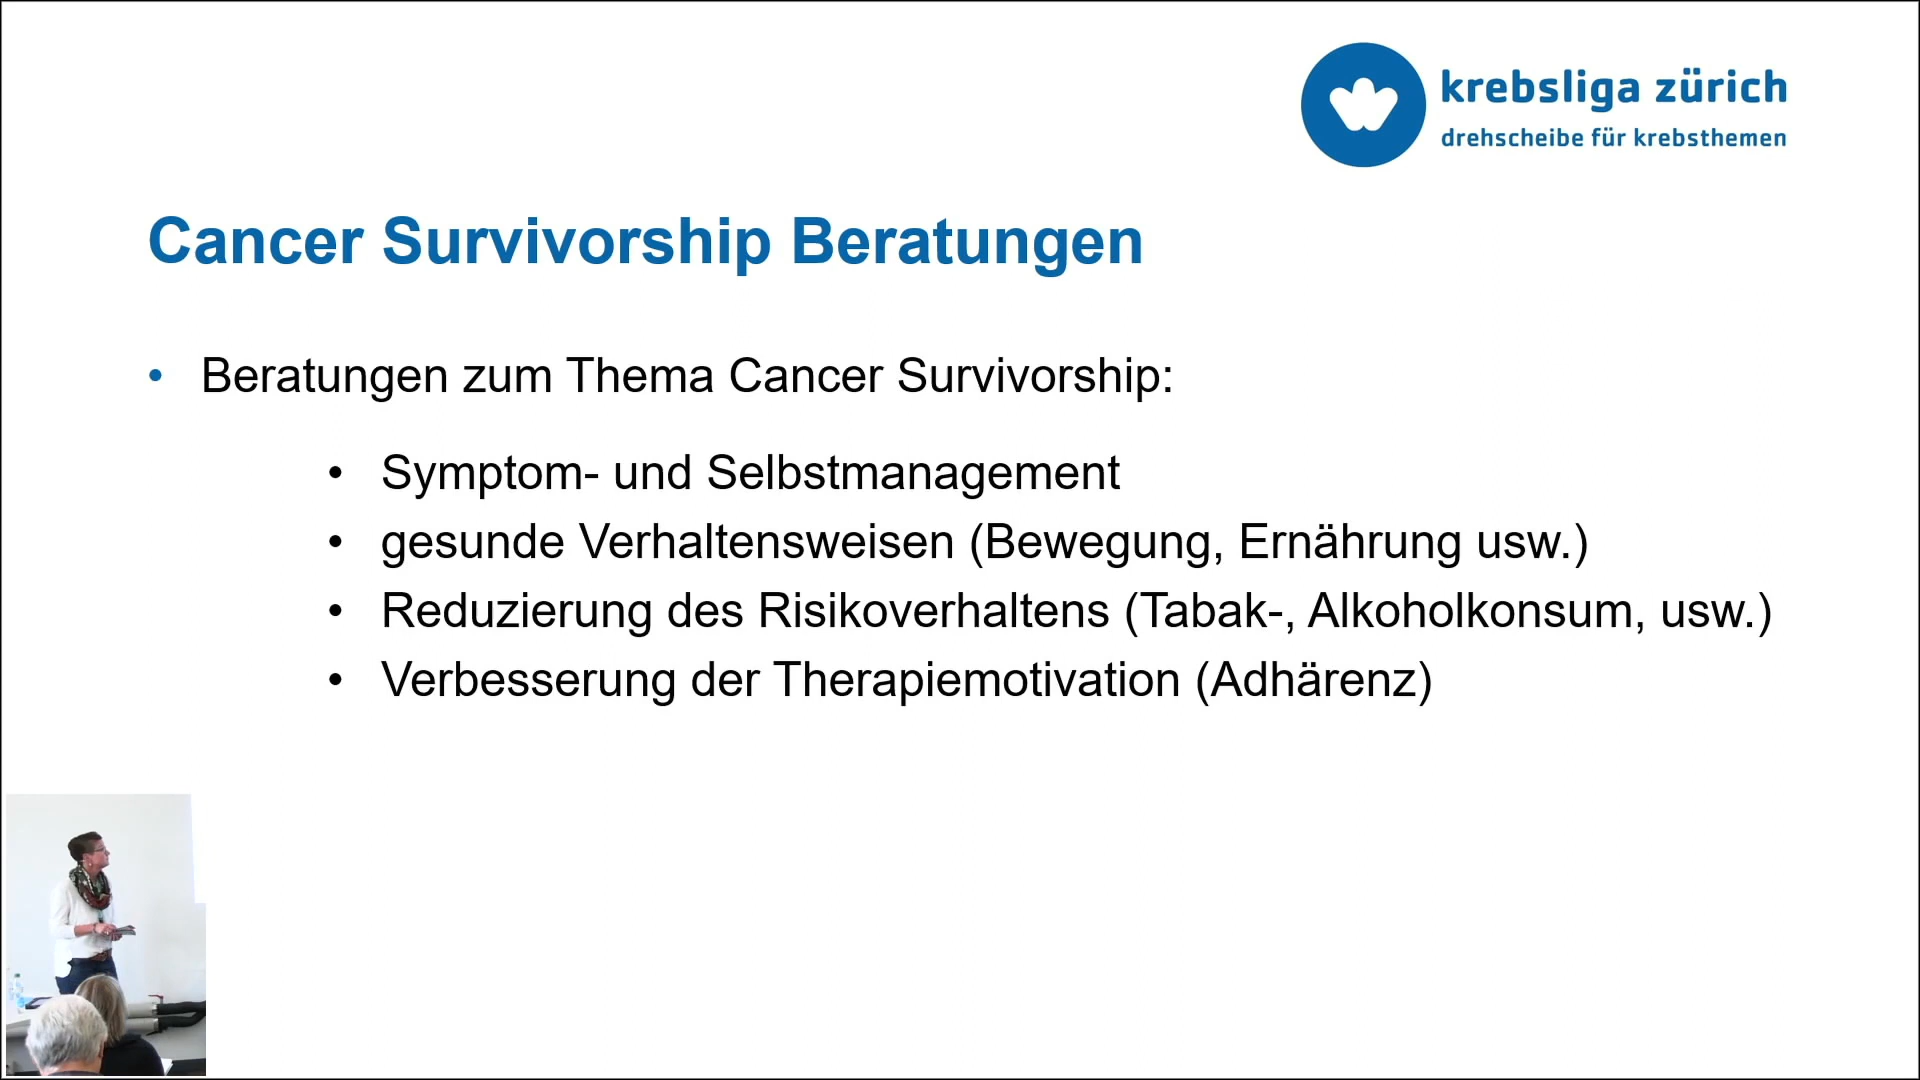 krebsliga zürich
drehscheibe für krebsthemen
Cancer Survivorship Beratungen
• Beratungen zum Thema Cancer Survivorship:
• Symptom- und Selbstmanagement
• gesunde Verhaltensweisen (Bewegung, Ernährung usw.)
• Reduzierung des Risikoverhaltens (Tabak-, Alkoholkonsum, usw.)
• Verbesserung der Therapiemotivation (Adhärenz)